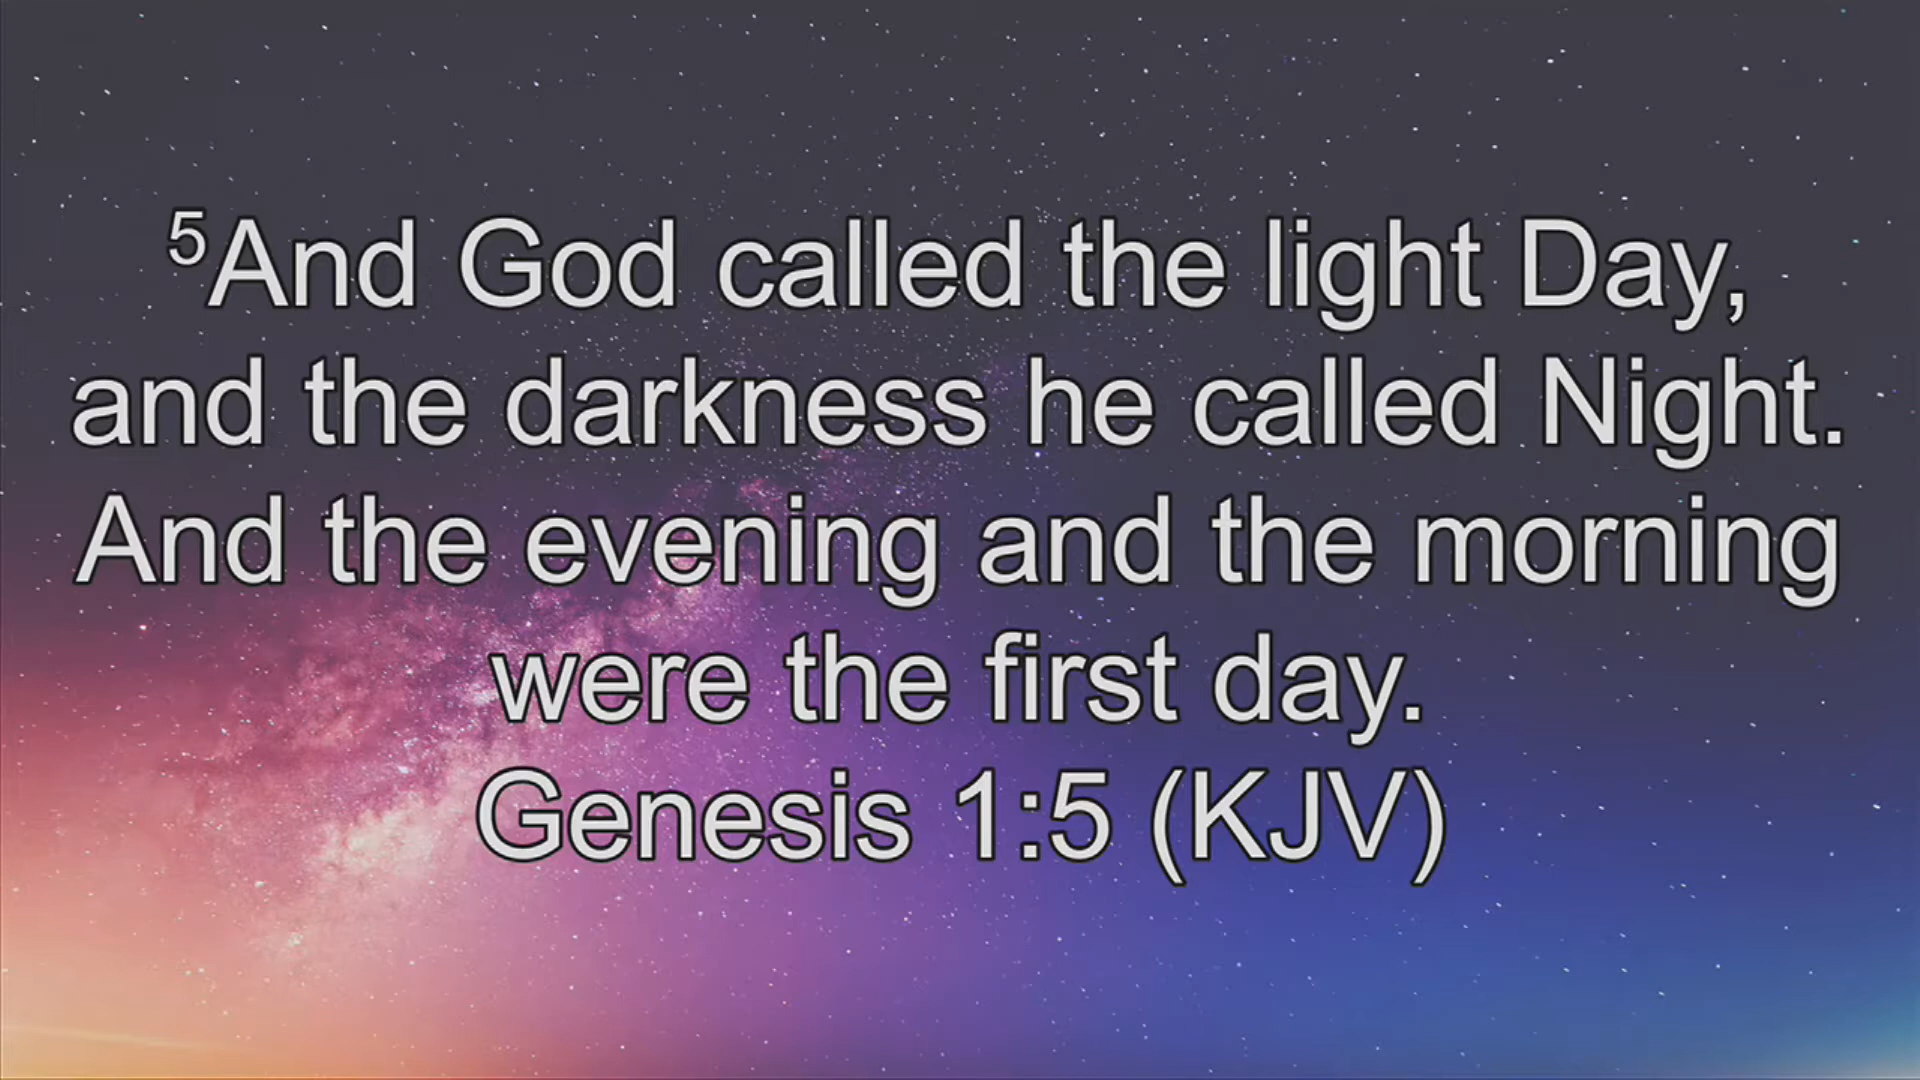 ⁵And God called the light Day,
and the darkness he called Night.
And the evening and the morning
were the first day.
Genesis 1:5 (KJV)